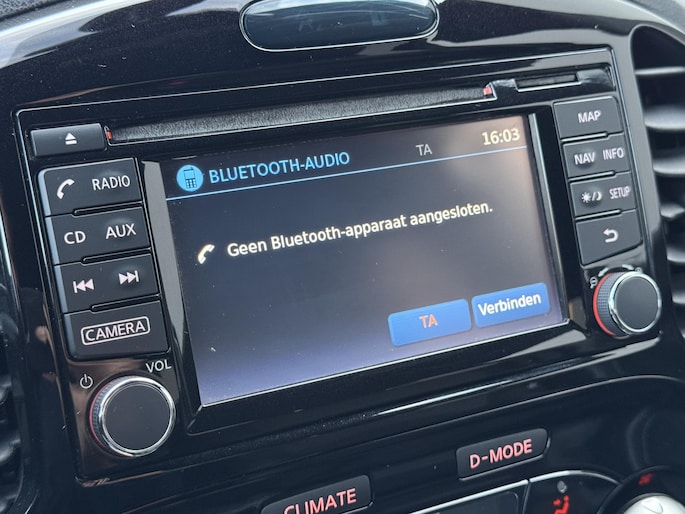 BLUETOOTH-AUDIO TA 16:03
Geen Bluetooth-apparaat aangesloten.
TA Verbinden
RADIO
CD AUX
CAMERA
VOL
MAP
NAV INFO
SETUP
D-MODE
CLIMATE